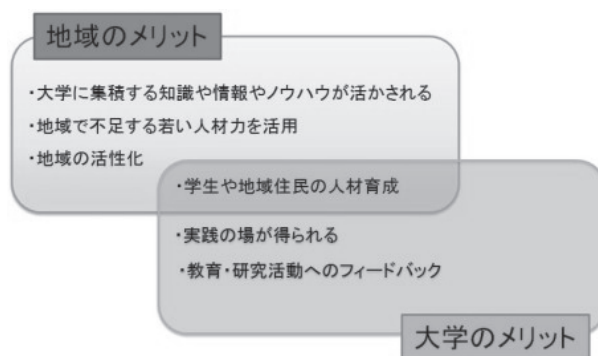 地域のメリット
・大学に集積する知識や情報やノウハウが活かされる
・地域で不足する若い人材力を活用
・地域の活性化
・学生や地域住民の人材育成
・実践の場が得られる
・教育・研究活動へのフィードバック
大学のメリット